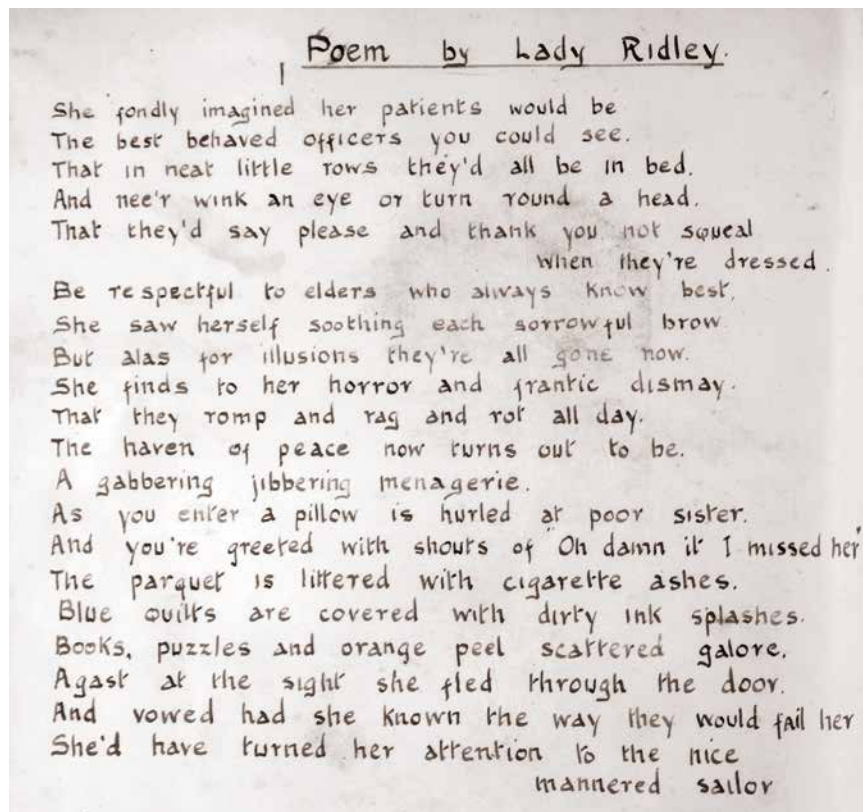 Poem by Lady Ridley.
She fondly imagined her patients would be
The best behaved officers you could see.
That in neat little rows they'd all be in bed.
And nee'r wink an eye or turn round a head.
That they'd say please and thank you not squeal
when they're dressed.
Be respectful to elders who always know best.
She saw herself soothing each sorrowful brow
But alas for illusions they're all gone now.
She finds to her horror and frantic dismay.
That they romp and rag and rot all day.
The haven of peace now turns out to be.
A gabbering jibbering menagerie.
As you enter a pillow is hurled at poor sister.
And you're greeted with shouts of "Oh damn it I missed her"
The parquet is littered with cigarette ashes.
Blue quilts are covered with dirty ink splashes.
Books, puzzles and orange peel scattered galore.
Agast at the sight she fled through the door.
And vowed had she known the way they would fail her
She'd have turned her attention to the nice
mannered sailor